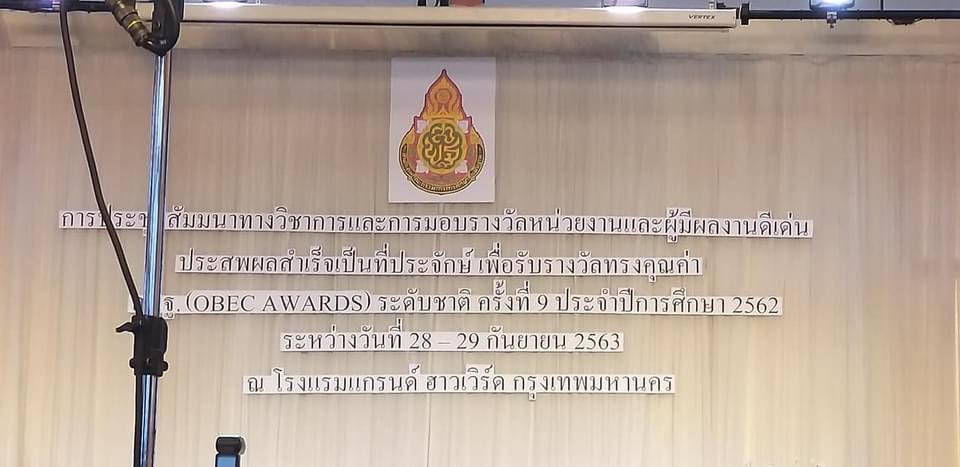 VERTEX
การประชุมสัมมนาทางวิชาการและการมอบรางวัลหน่วยงานและผู้มีผลงานดีเด่น
ประสพผลสำเร็จเป็นที่ประจักษ์ เพื่อรับรางวัลทรงคุณค่า
ฐ. (OBEC AWARDS) ระดับชาติ ครั้งที่ 9 ประจำปีการศึกษา 2562
ระหว่างวันที่ 28 – 29 กันยายน 2563
ณ โรงแรมแกรนด์ ฮาวเวิร์ด กรุงเทพมหานคร